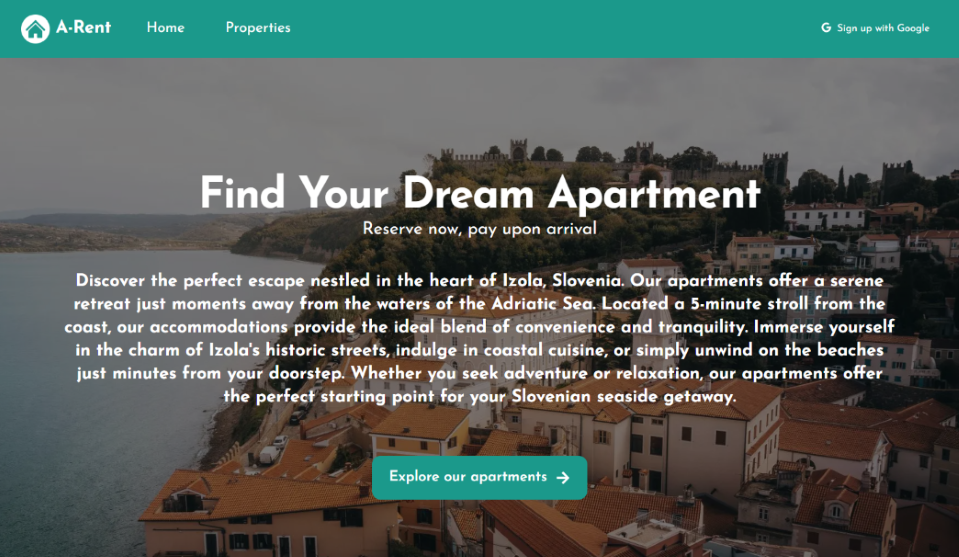 A-Rent
Home
Properties
Sign up with Google
Find Your Dream Apartment
Reserve now, pay upon arrival
Discover the perfect escape nestled in the heart of Izola, Slovenia. Our apartments offer a serene
retreat just moments away from the waters of the Adriatic Sea. Located a 5-minute stroll from the
coast, our accommodations provide the ideal blend of convenience and tranquility. Immerse yourself
in the charm of Izola's historic streets, indulge in coastal cuisine, or simply unwind on the beaches
just minutes from your doorstep. Whether you seek adventure or relaxation, our apartments offer
the perfect starting point for your Slovenian seaside getaway.
Explore our apartments